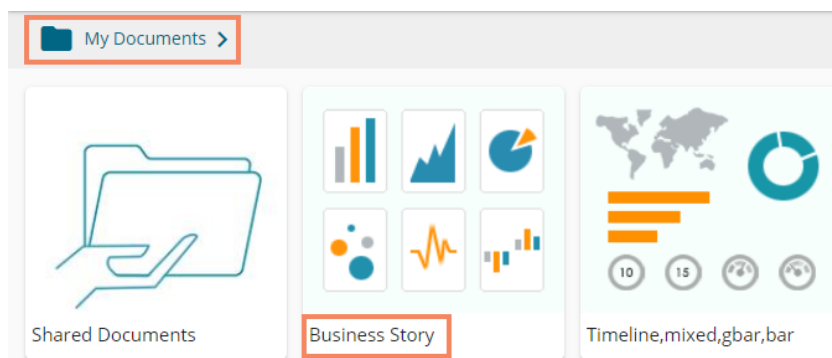 My Documents
10
15
Shared Documents
Business Story
Timeline,mixed,gbar,bar